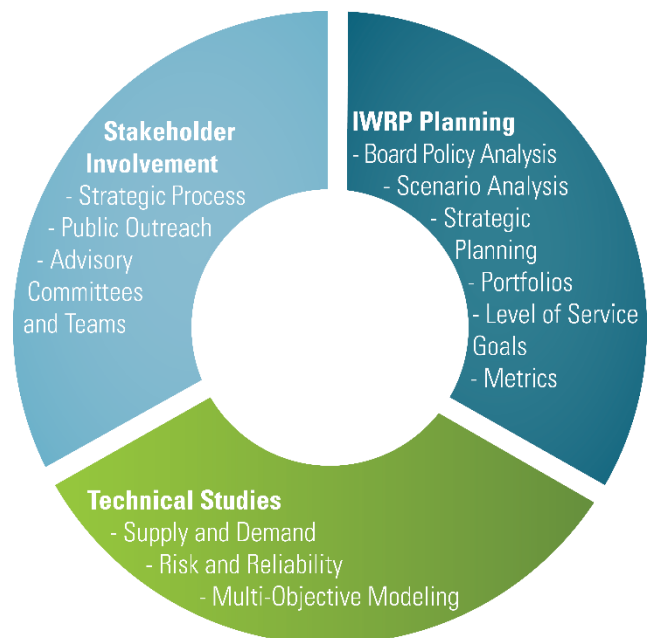 Stakeholder
Involvement
- Strategic Process
- Public Outreach
- Advisory
Committees
and Teams
IWRP Planning
- Board Policy Analysis
- Scenario Analysis
- Strategic
Planning
- Portfolios
- Level of Service
Goals
- Metrics
Technical Studies
- Supply and Demand
- Risk and Reliability
- Multi-Objective Modeling